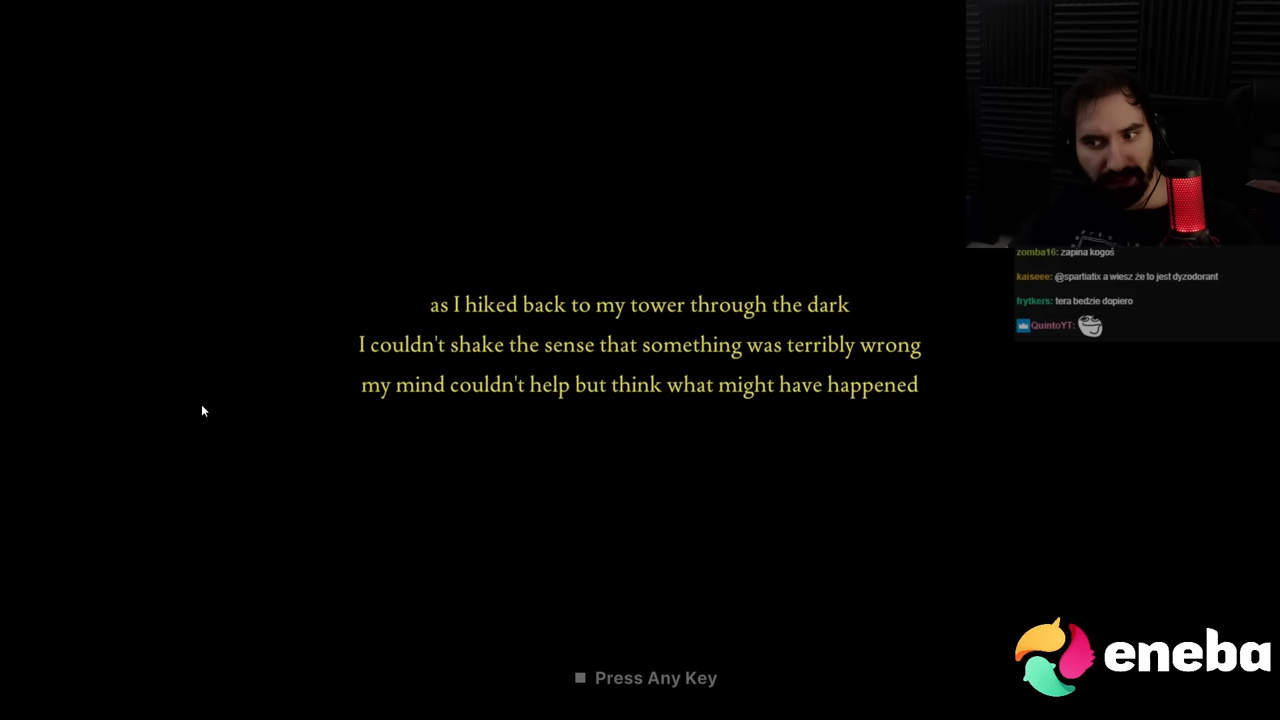 as I hiked back to my tower through the dark
I couldn't shake the sense that something was terribly wrong
my mind couldn't help but think what might have happened
Press Any Key
zomba16: zapina kogoś
kaiseee: @spartiatix a wiesz że to jest dyzodorant
frytkers: tera bedzie dopiero
QuintoYT:
eneba